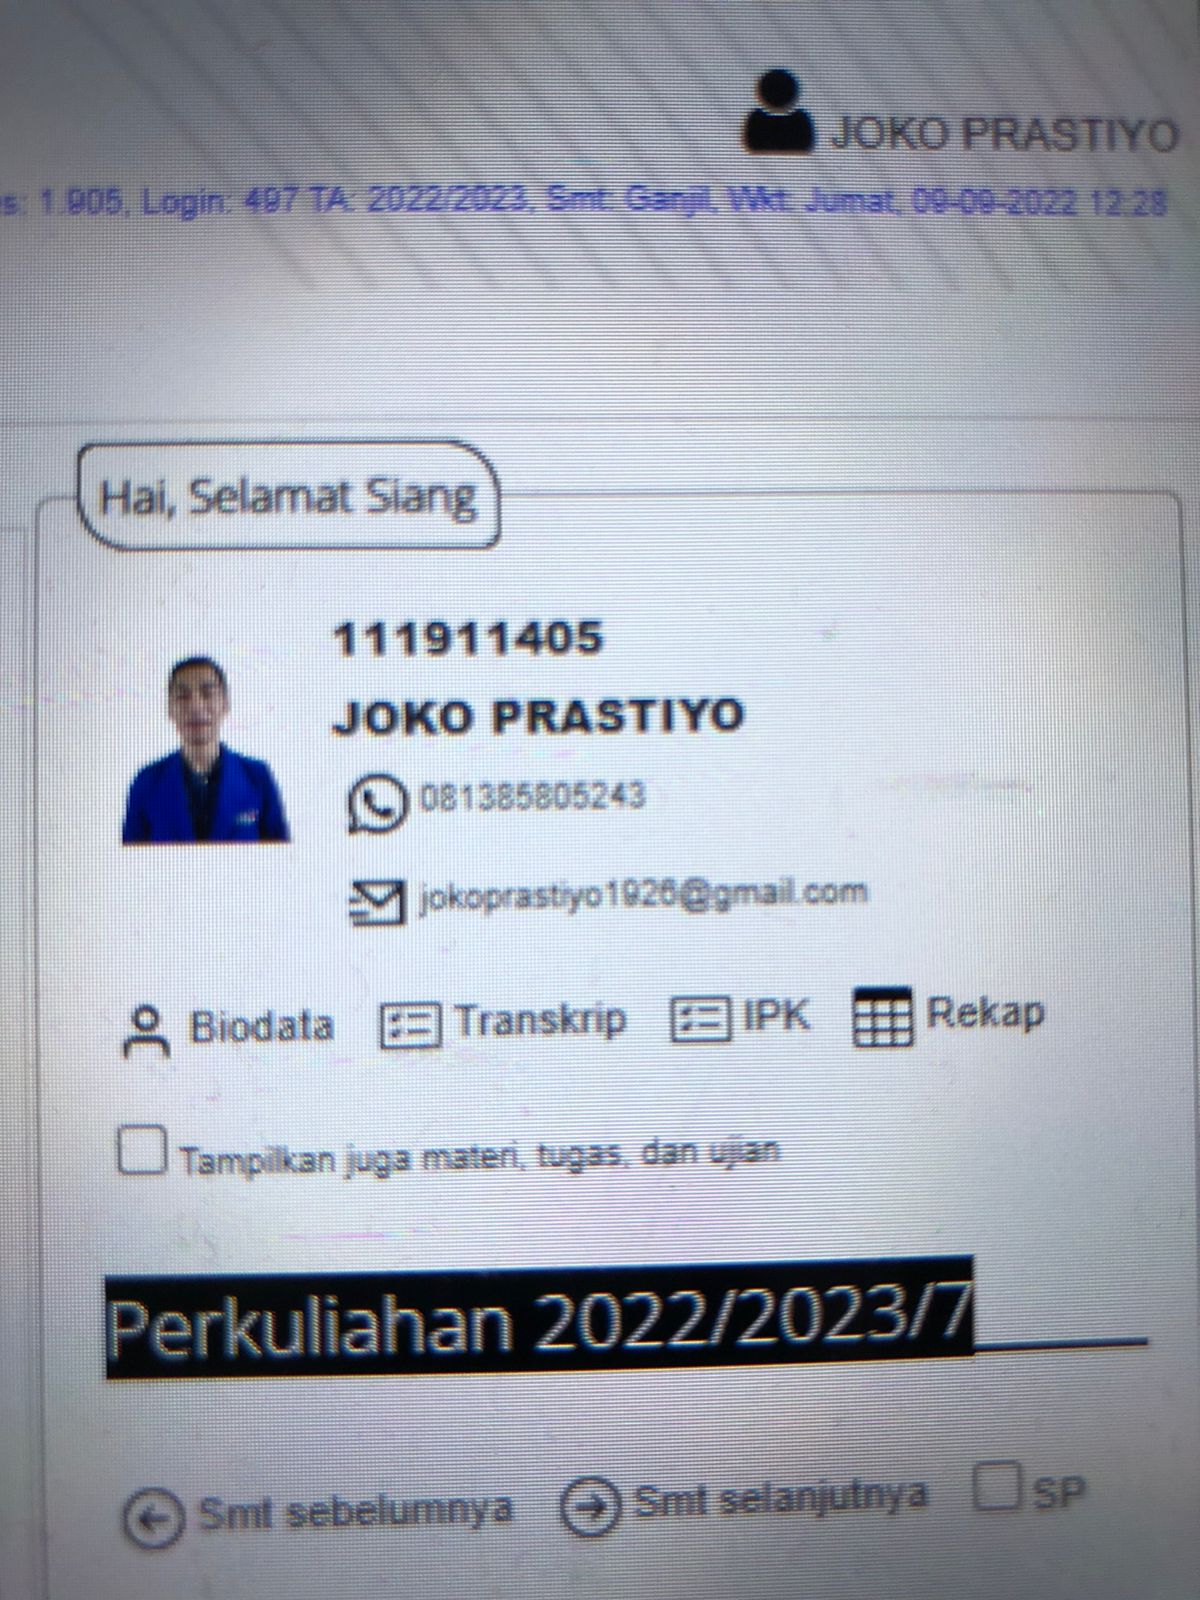 JOKO PRASTIYO
s: 1.905, Login: 497 TA: 2022/2023, Smt: Ganjil, Wkt: Jumat, 09-09-2022 12:28
Hai, Selamat Siang
111911405
JOKO PRASTIYO
081385805243
jokoprastiyo1926@gmail.com
Biodata Transkrip IPK Rekap
Tampilkan juga materi, tugas, dan ujian
Perkuliahan 2022/2023/7
Smt sebelumnya Smt selanjutnya SP